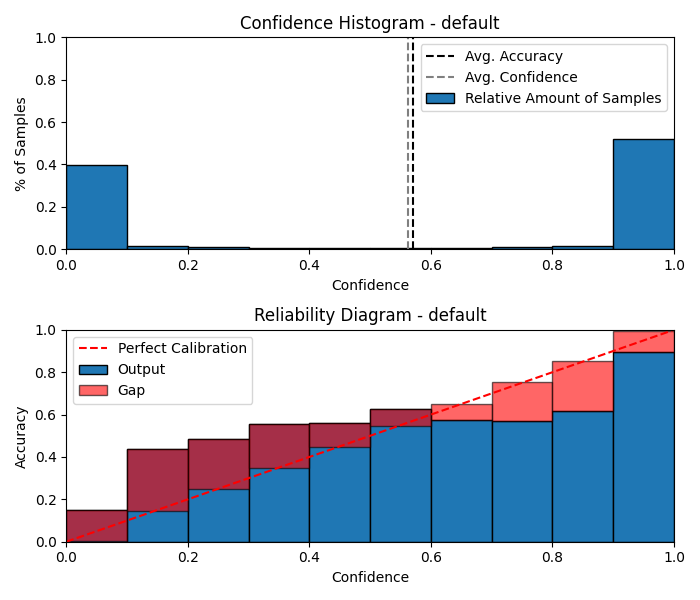 Confidence Histogram - default
1.0
0.8
0.6
0.4
0.2
0.0
% of Samples
Avg. Accuracy
Avg. Confidence
Relative Amount of Samples
0.0 0.2 0.4 0.6 0.8 1.0
Confidence
Reliability Diagram - default
1.0
0.8
0.6
0.4
0.2
0.0
Accuracy
Perfect Calibration
Output
Gap
0.0 0.2 0.4 0.6 0.8 1.0
Confidence